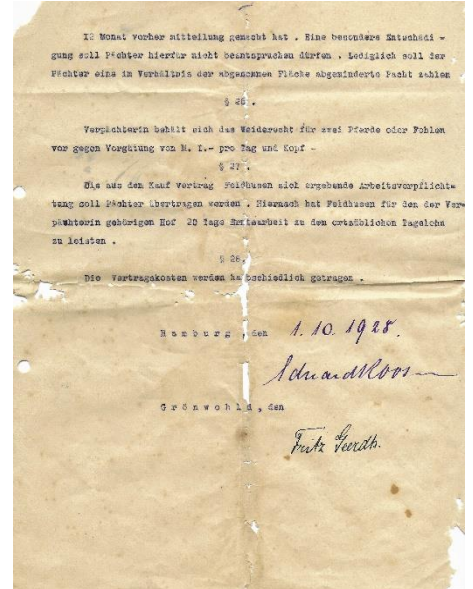 12 Monat vorher mitteilung gemacht hat . Eine besondere Entschädi -
gung soll Pächter hierfür nicht beantspruchen dürfen . Lediglich soll der
Pächter eine im Verhältnis der abgenommen Fläche abgeminderte Pacht zahlen
§ 26 .
Verpächterin behält sich das Weiderecht für zwei Pferde oder Fohlen
vor gegen Vergütung von M. 1.- pro Tag und Kopf -
§ 27 .
Die aus den Kauf vertrag Feldhusen sich ergebende Arbeitsverpflicht=
tung soll Pächter übertragen werden . Hiernach hat Feldhusen für den der Ver
pächterin gehörigen Hof 20 Tage Erntearbeit zu den ortsüblichen Tagelohn
zu leisten .
§ 28
Die Vertragskosten werden halbschiedlich getragen .
Hamburg , den 1. 10. 1928.
Eduard Roosen
Grönwohld , den
Fritz Geerdts.